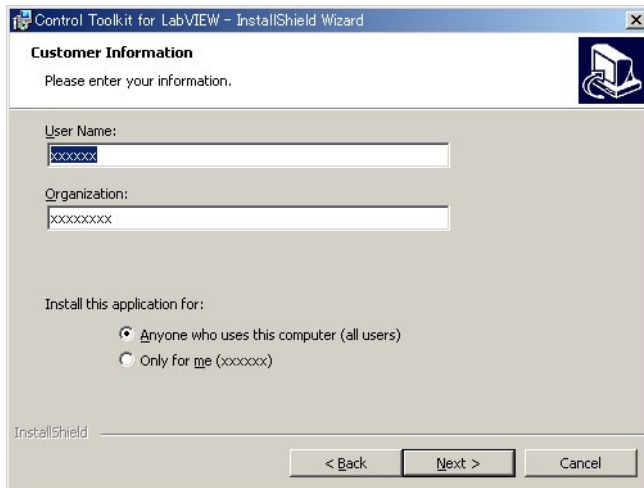 Control Toolkit for LabVIEW - InstallShield Wizard
Customer Information
Please enter your information.
User Name:
xxxxxx
Organization:
xxxxxxxx
Install this application for:
Anyone who uses this computer (all users)
Only for me (xxxxxx)
InstallShield
< Back Next > Cancel